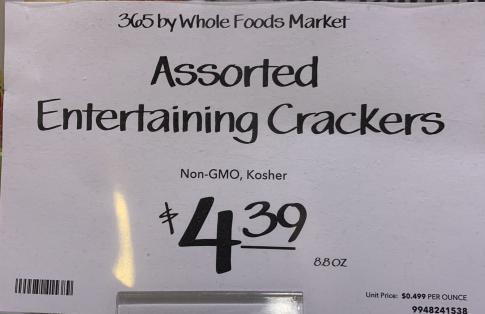 365 by Whole Foods Market
Assorted
Entertaining Crackers
Non-GMO, Kosher
$4.39
8.8 OZ
Unit Price: $0.499 PER OUNCE
9948241538